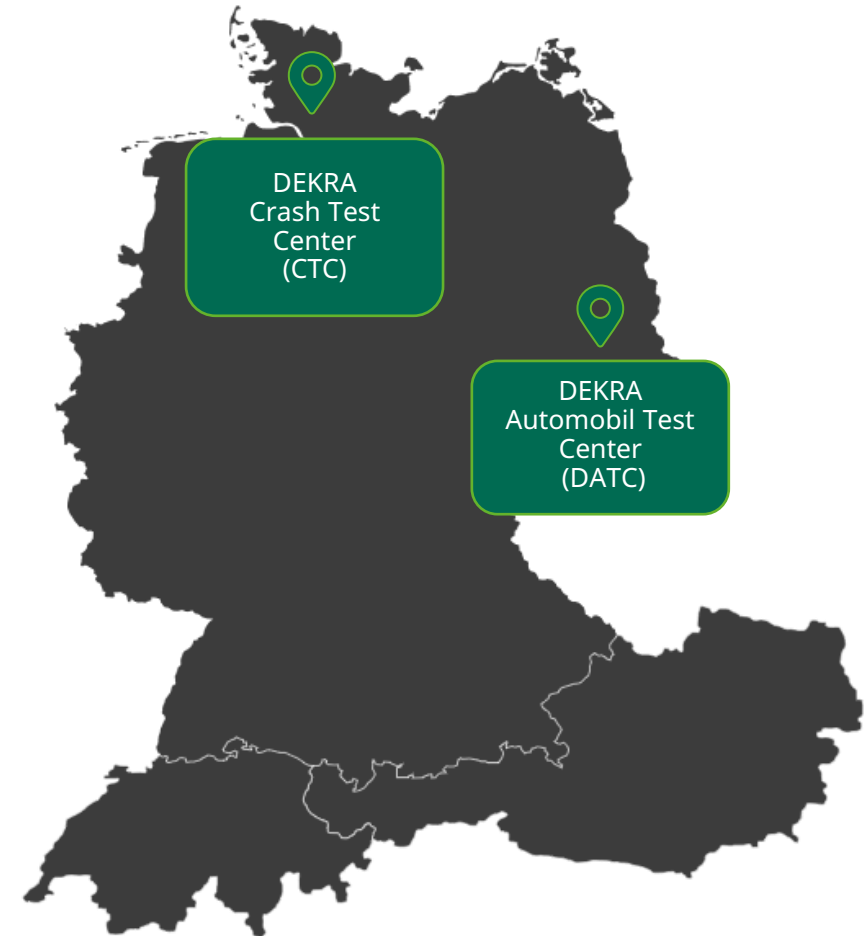 DEKRA
Crash Test
Center
(CTC)
DEKRA
Automobil Test
Center
(DATC)